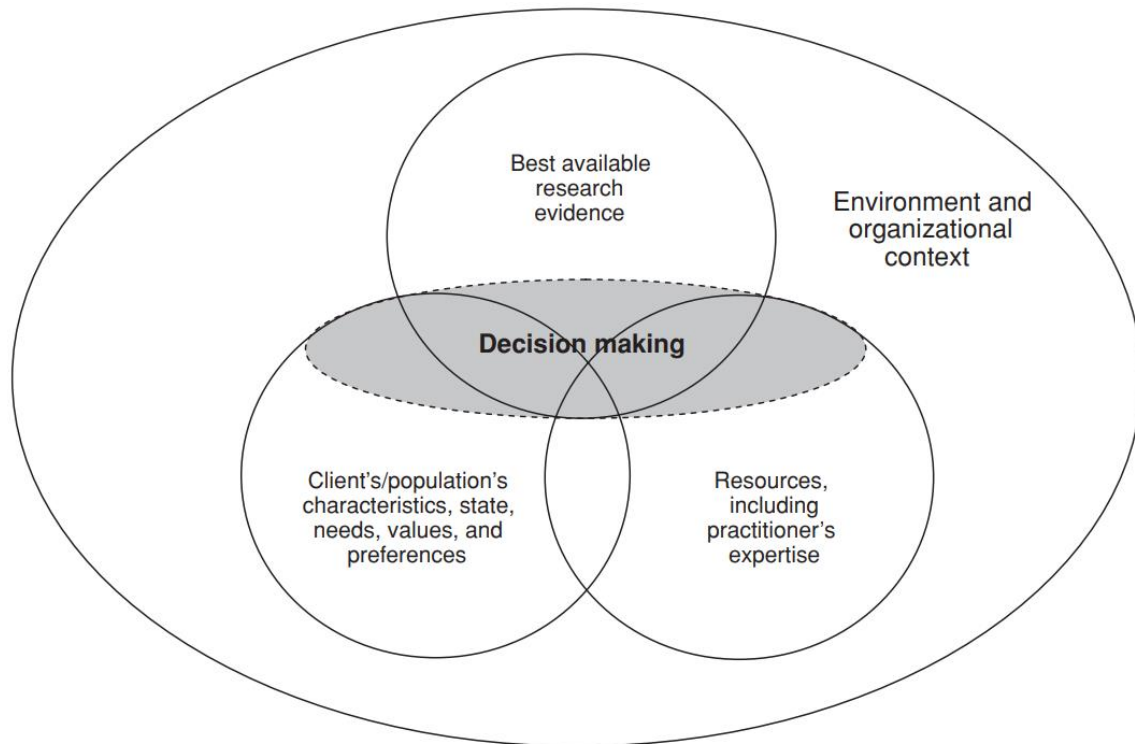 Best available
research
evidence
Environment and
organizational
context
Decision making
Client's/population's
characteristics, state,
needs, values, and
preferences
Resources,
including
practitioner's
expertise